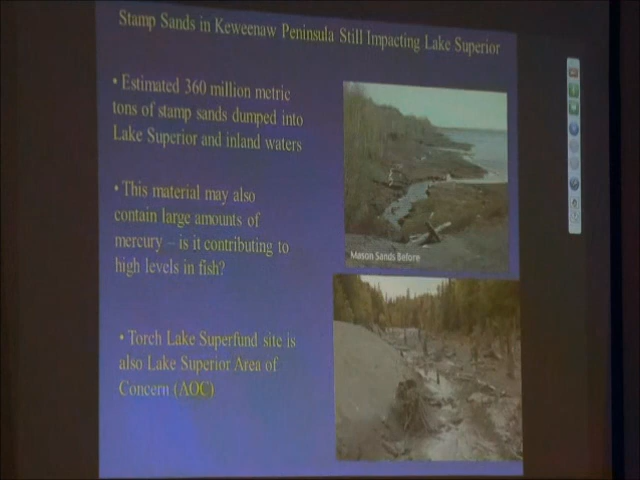 Stamp Sands in Keweenaw Peninsula Still Impacting Lake Superior
• Estimated 360 million metric
tons of stamp sands dumped into
Lake Superior and inland waters
• This material may also
contain large amounts of
mercury – is it contributing to
high levels in fish?
• Torch Lake Superfund site is
also Lake Superior Area of
Concern (AOC)
Mason Sands Before